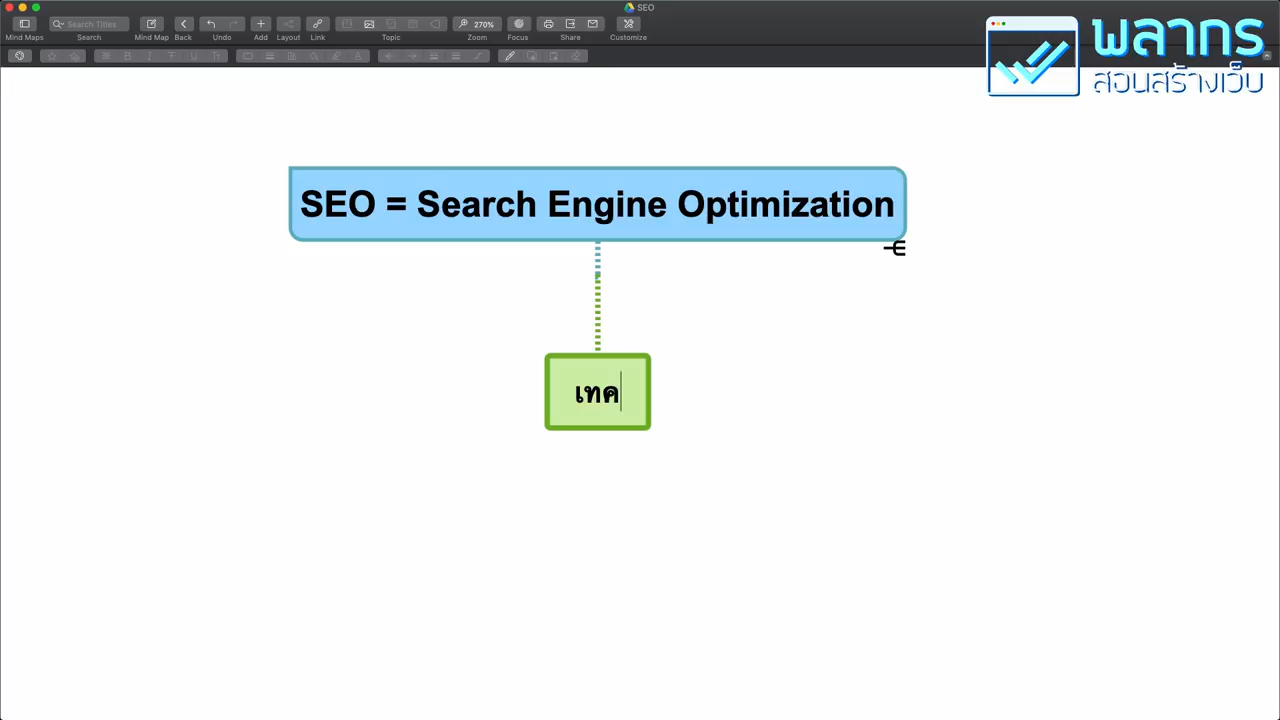 SEO
Search Titles
270%
Mind Maps
Search
Mind Map
Back
Undo
Add
Layout
Link
Topic
Zoom
Focus
Share
Customize
พลากร
สอนสร้างเว็บ
SEO = Search Engine Optimization
เทค